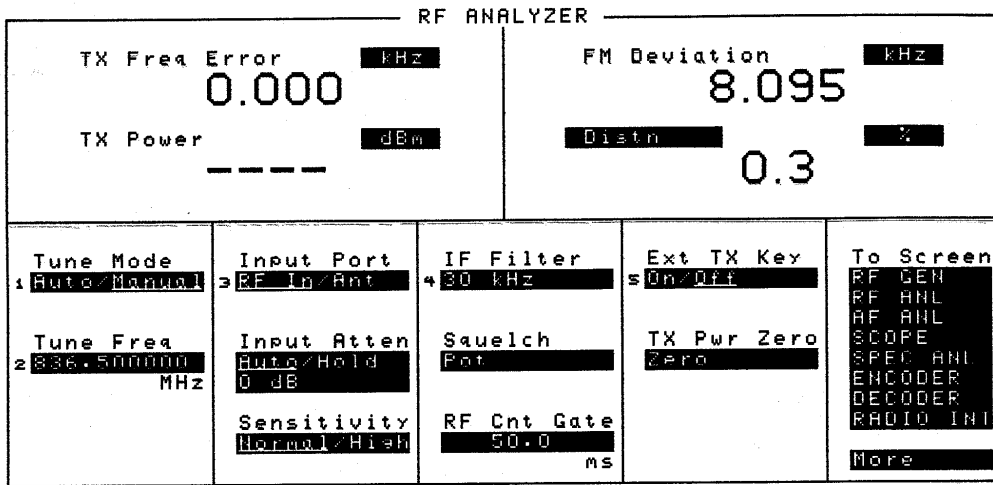 RF ANALYZER
TX Freq Error kHz
0.000
TX Power dBm
----
FM Deviation kHz
8.095
Distn %
0.3
Tune Mode
1 Auto/Manual
Tune Freq
2 836.500000
MHz
Input Port
3 RF In/Ant
Input Atten
Auto/Hold
0 dB
Sensitivity
Normal/High
IF Filter
4 30 kHz
Squelch
Pot
RF Cnt Gate
50.0
ms
Ext TX Key
5 On/Off
TX Pwr Zero
Zero
To Screen
RF GEN
RF ANL
AF ANL
SCOPE
SPEC ANL
ENCODER
DECODER
RADIO INT
More